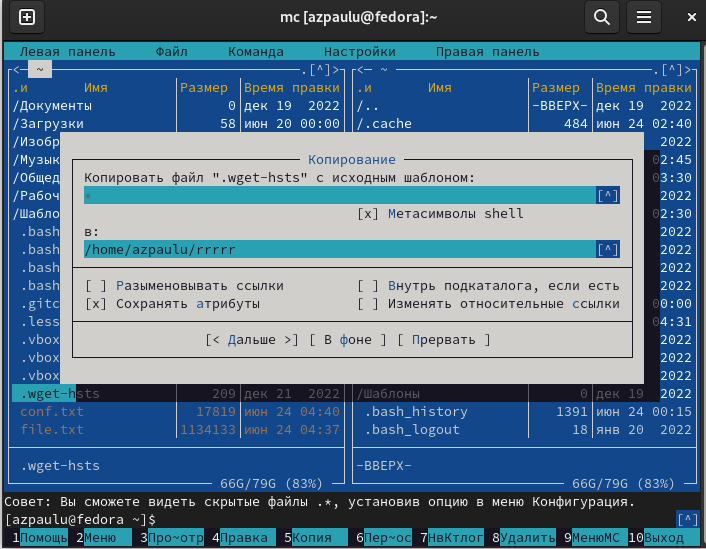 mc [azpaulu@fedora]:~
Левая панель Файл Команда Настройки Правая панель
<— ~ .[^]> <— ~ .[^]>
.и Имя Размер Время правки .и Имя Размер Время правки
/Документы 0 дек 19 2022 /.. -ВВЕРХ- дек 19 2022
/Загрузки 58 июн 20 00:00 /.cache 484 июн 24 02:40
/Изобр 2022
Копирование
/Музык 02:45
Копировать файл ".wget-hsts" с исходным шаблоном:
/Общед 03:30
* [^]
/Рабоч 2022
/Шабло [x] Метасимволы shell 02:30
.bash в: 2022
.bash /home/azpaulu/rrrrr [^] 2022
.bash 2022
.bash [ ] Разыменовывать ссылки [ ] Внутрь подкаталога, если есть 2022
.gitc [x] Сохранять атрибуты [ ] Изменять относительные ссылки 00:00
.less 04:31
.vbox [< Дальше >] [ В фоне ] [ Прервать ] 2022
.vbox 2022
.vbox 2022
.wget-hsts 209 дек 21 2022 /Шаблоны 0 дек 19 2022
conf.txt 17819 июн 24 04:40 .bash_history 1391 июн 24 00:15
file.txt 1134133 июн 24 04:37 .bash_logout 18 янв 20 2022
.wget-hsts -ВВЕРХ-
66G/79G (83%) 66G/79G (83%)
Совет: Вы сможете видеть скрытые файлы .*, установив опцию в меню Конфигурация.
[azpaulu@fedora ~]$ [^]
1Помощь 2Меню 3Про~отр 4Правка 5Копия 6Пер~ос 7НвКтлог 8Удалить 9МенюMC 10Выход